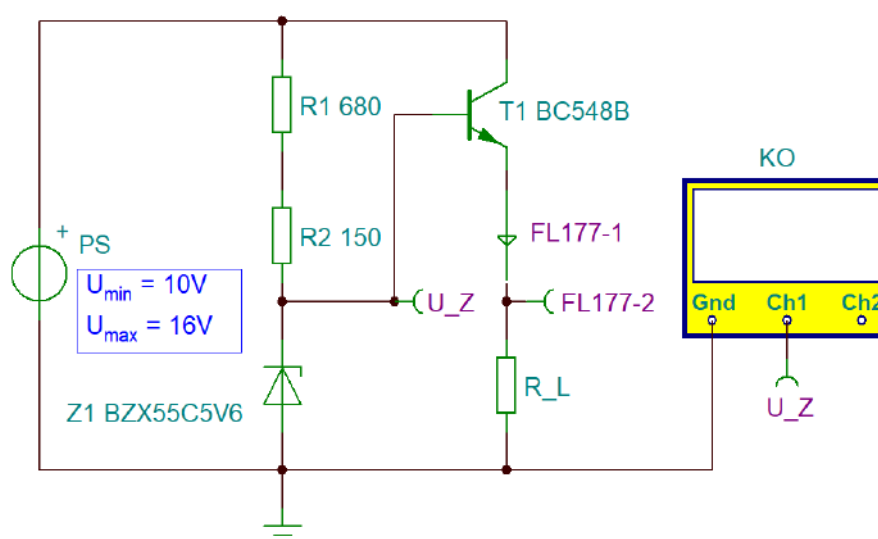 R1 680
T1 BC548B
KO
+
PS
R2 150
FL177-1
U_Z
FL177-2
Umin = 10V
Umax = 16V
Gnd Ch1 Ch2
Z1 BZX55C5V6
R_L
U_Z